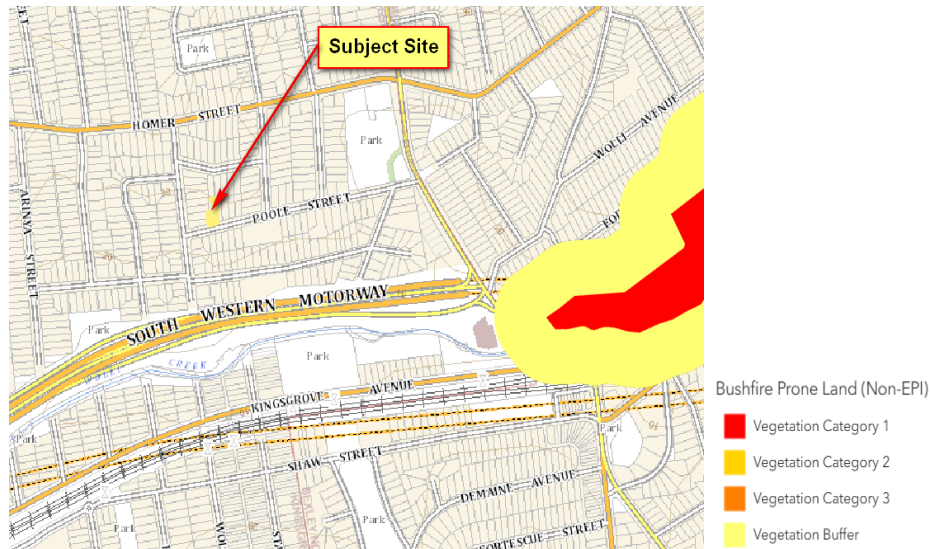 Subject Site
Park
HOMER STREET
Park
WOLLI AVENUE
ARINYA STREET
POOLE STREET
SOUTH WESTERN MOTORWAY
Park
CREEK
Park
KINGSGROVE AVENUE
Park
Park
SHAW STREET
DEMAINE AVENUE
Park
Park
STREET
Bushfire Prone Land (Non-EPI)
Vegetation Category 1
Vegetation Category 2
Vegetation Category 3
Vegetation Buffer